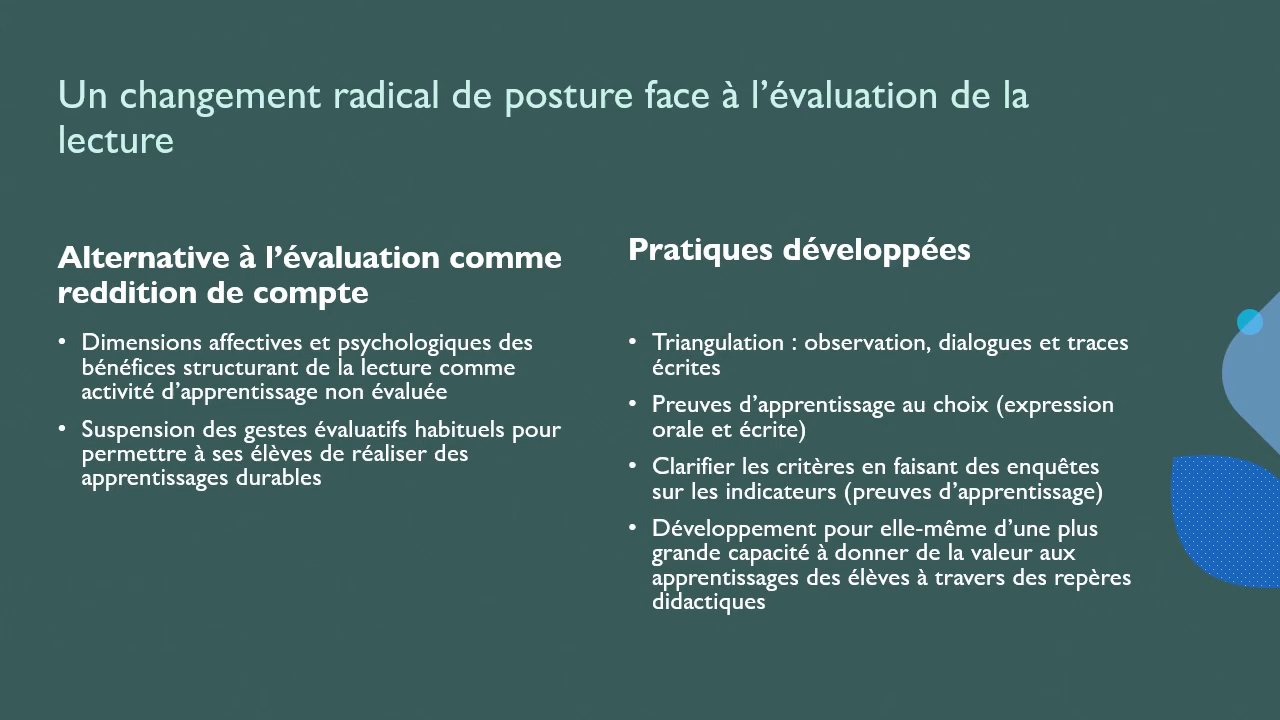 Un changement radical de posture face à l’évaluation de la
lecture
Alternative à l’évaluation comme
reddition de compte
• Dimensions affectives et psychologiques des
bénéfices structurant de la lecture comme
activité d’apprentissage non évaluée
• Suspension des gestes évaluatifs habituels pour
permettre à ses élèves de réaliser des
apprentissages durables
Pratiques développées
• Triangulation : observation, dialogues et traces
écrites
• Preuves d’apprentissage au choix (expression
orale et écrite)
• Clarifier les critères en faisant des enquêtes
sur les indicateurs (preuves d’apprentissage)
• Développement pour elle-même d’une plus
grande capacité à donner de la valeur aux
apprentissages des élèves à travers des repères
didactiques